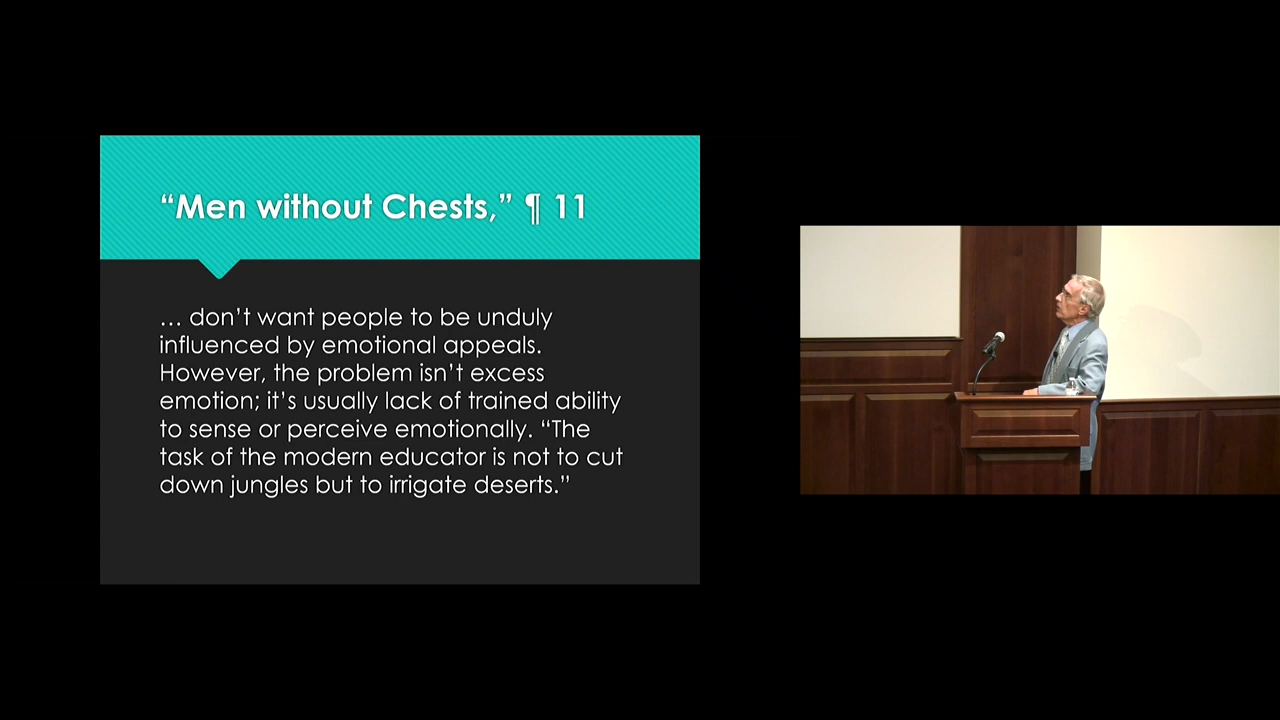 “Men without Chests,” ¶ 11
… don’t want people to be unduly
influenced by emotional appeals.
However, the problem isn’t excess
emotion; it’s usually lack of trained ability
to sense or perceive emotionally. “The
task of the modern educator is not to cut
down jungles but to irrigate deserts.”